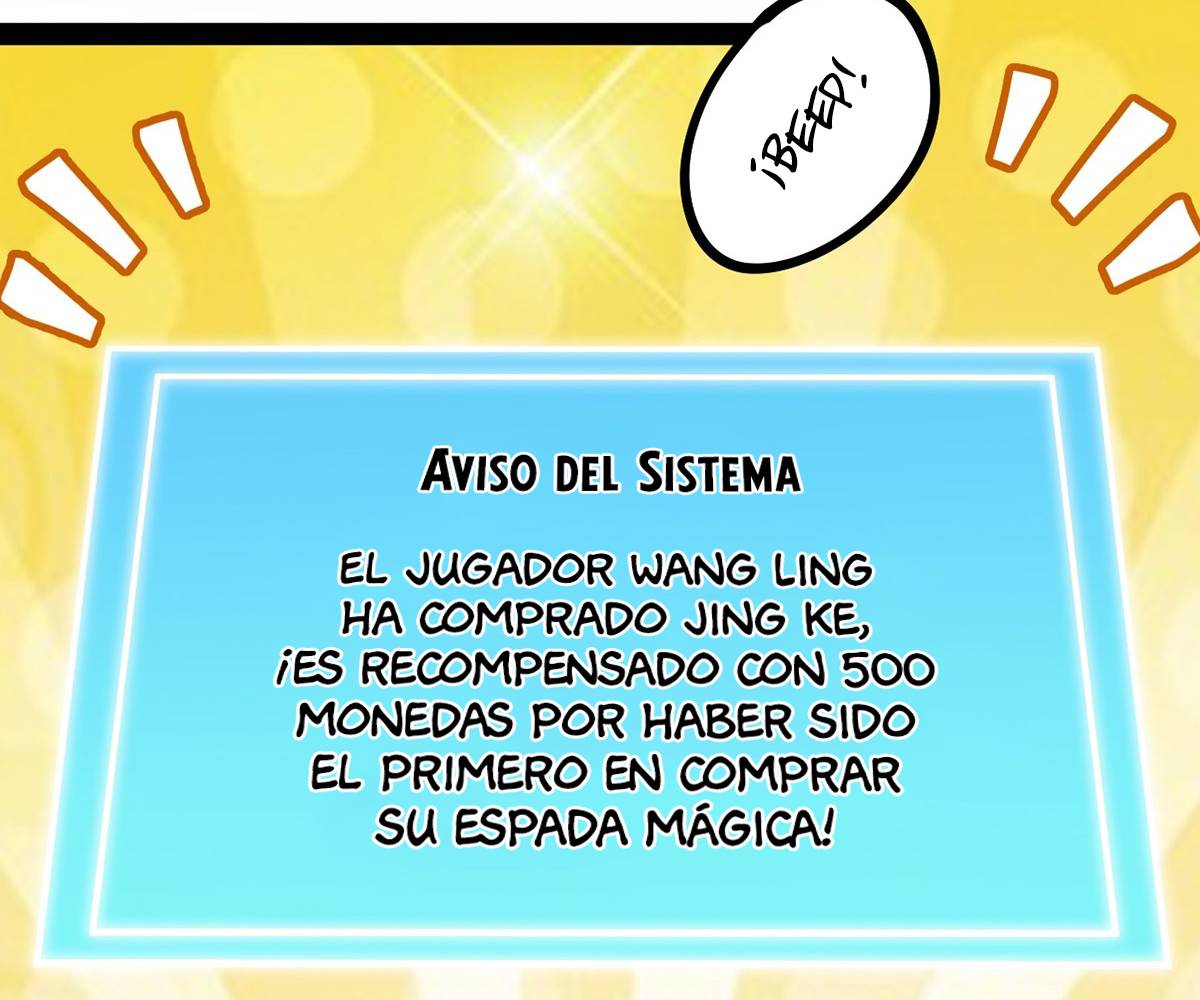 ¡BEEP!
AVISO DEL SISTEMA
EL JUGADOR WANG LING
HA COMPRADO JING KE,
¡ES RECOMPENSADO CON 500
MONEDAS POR HABER SIDO
EL PRIMERO EN COMPRAR
SU ESPADA MÁGICA!